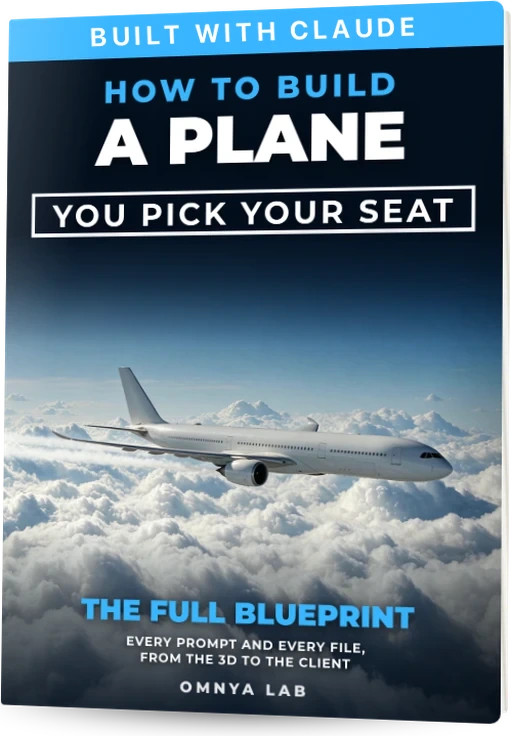 BUILT WITH CLAUDE
HOW TO BUILD
A PLANE
YOU PICK YOUR SEAT
THE FULL BLUEPRINT
EVERY PROMPT AND EVERY FILE,
FROM THE 3D TO THE CLIENT
OMNYA LAB